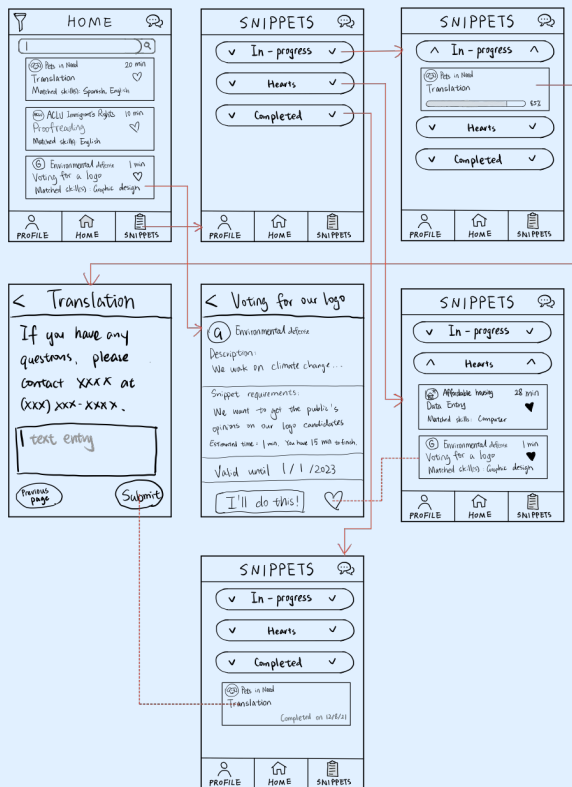 HOME
Pets in Need 20 min
Translation
Matched skill(s): Spanish, English
ACLU Immigrant's Rights 10 min
Proofreading
Matched skill(s): English
G Environmental defense 1 min
Voting for a logo
Matched skill(s): Graphic design
PROFILE HOME SNIPPETS
SNIPPETS
In-progress
Hearts
Completed
PROFILE HOME SNIPPETS
SNIPPETS
In-progress
Pets in Need
Translation
85%
Hearts
Completed
PROFILE HOME SNIPPETS
< Translation
If you have any
questions, please
contact XXXX at
(xxx) xxx-xxxx.
text entry
Previous
page
Submit
< Voting for our logo
G Environmental defense
Description:
We wok on climate change...
Snippet requirements:
We want to get the public's
opinions on our logo candidates
Estimated time: 1 min. You have 15 min to finish.
Valid until 1/1/2023
I'll do this!
SNIPPETS
In-progress
Hearts
Affordable housing 28 min
Data Entry
Matched skills: Computer
G Environmental defense 1 min
Voting for a logo
Matched skill(s): Graphic design
PROFILE HOME SNIPPETS
SNIPPETS
In-progress
Hearts
Completed
Pets in Need
Translation
Completed on 12/8/21
PROFILE HOME SNIPPETS